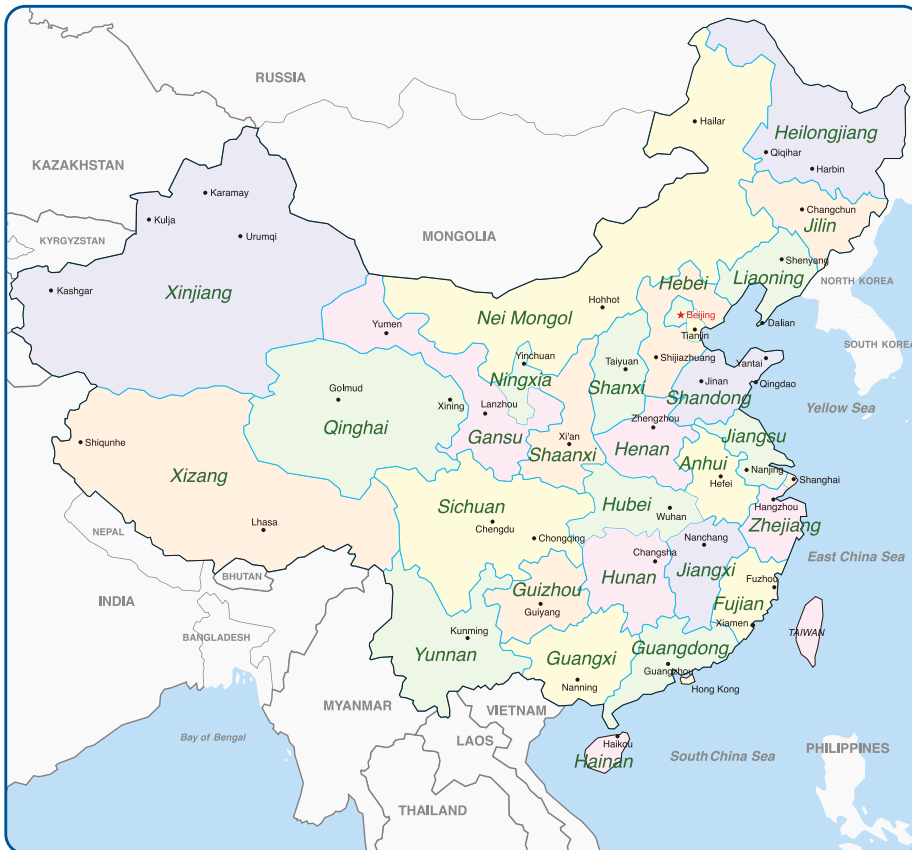 RUSSIA
Hailar
Heilongjiang
Qiqihar
Harbin
KAZAKHSTAN
Karamay
Kulja
Urumqi
Changchun
Jilin
KYRGYZSTAN
MONGOLIA
Shenyang
Liaoning
NORTH KOREA
Kashgar
Xinjiang
Hebei
Hohhot
Nei Mongol
Beijing
Dalian
Yumen
Tianjin
SOUTH KOREA
Yinchuan
Taiyuan
Shijiazhuang
Yantai
Ningxia
Shanxi
Jinan
Qingdao
Shandong
Golmud
Xining
Lanzhou
Yellow Sea
Qinghai
Gansu
Zhengzhou
Xi'an
Shaanxi
Henan
Jiangsu
Shiqunhe
Anhui
Nanjing
Xizang
Hefei
Shanghai
Sichuan
Hubei
Hangzhou
Wuhan
Zhejiang
Lhasa
Chengdu
Chongqing
NEPAL
Nanchang
Changsha
East China Sea
BHUTAN
Hunan
Jiangxi
Guizhou
Fuzhou
INDIA
Guiyang
Fujian
Xiamen
BANGLADESH
Kunming
TAIWAN
Yunnan
Guangxi
Guangdong
Guangzhou
Nanning
Hong Kong
MYANMAR
VIETNAM
Bay of Bengal
LAOS
Haikou
Hainan
South China Sea
PHILIPPINES
THAILAND